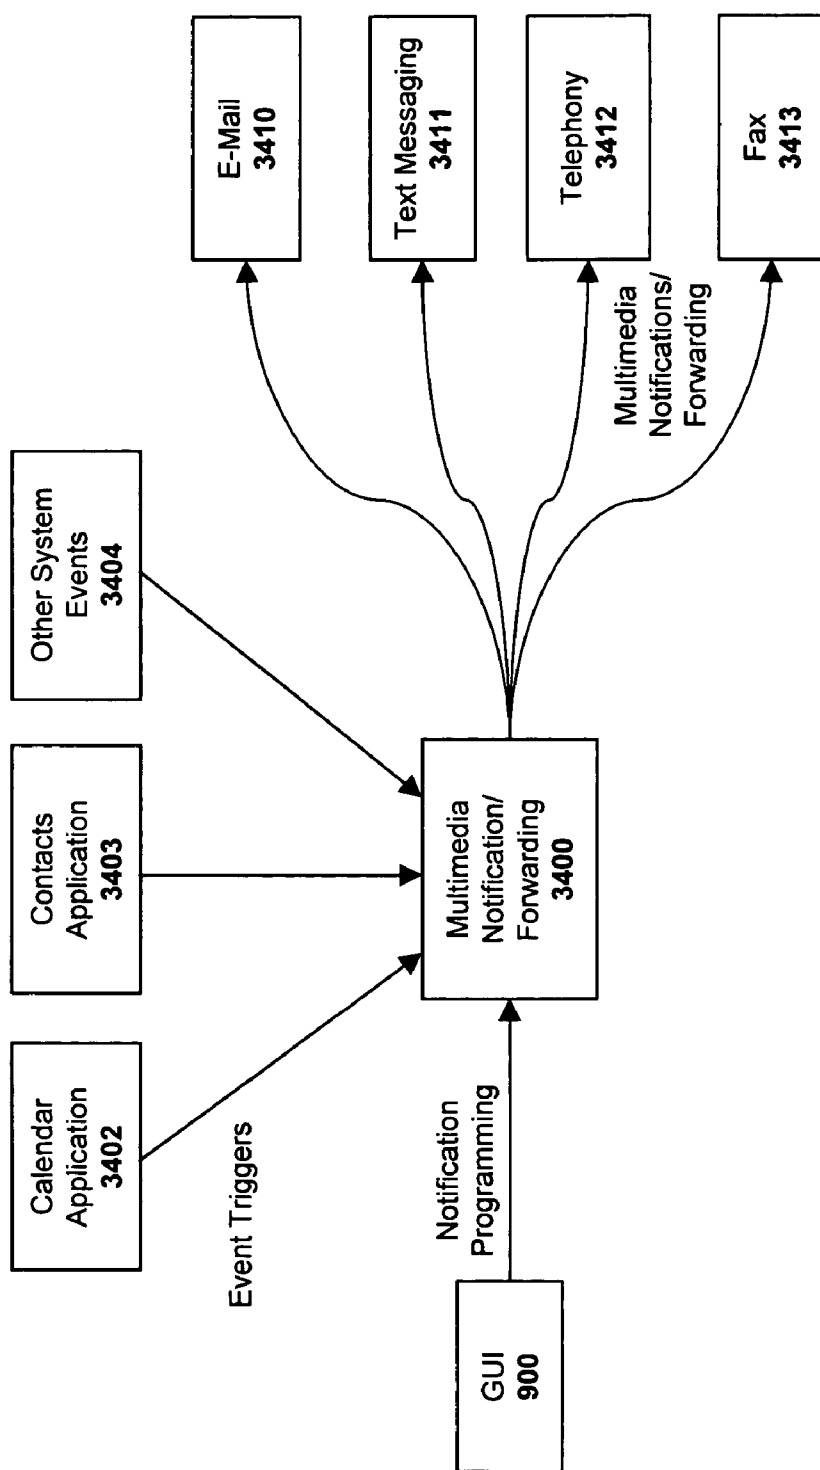 Calendar
Application
3402
Contacts
Application
3403
Other System
Events
3404
Event Triggers
GUI
900
Notification
Programming
Multimedia
Notification/
Forwarding
3400
E-Mail
3410
Text Messaging
3411
Telephony
3412
Multimedia
Notifications/
Forwarding
Fax
3413